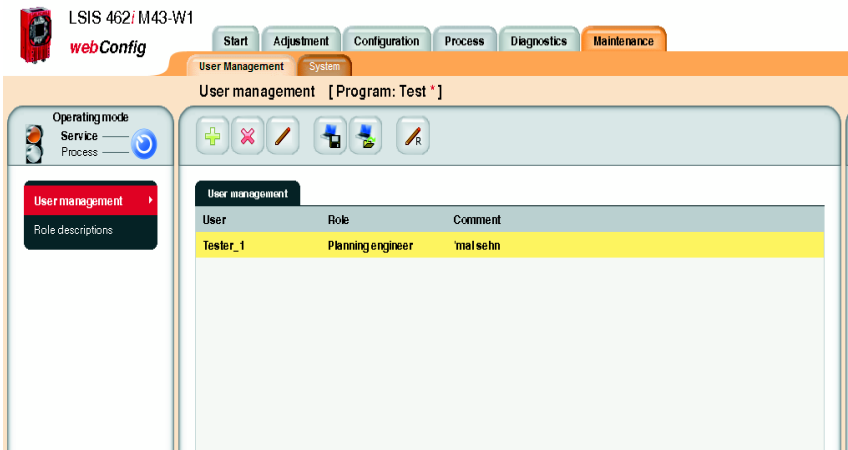 LSIS 462i M43-W1
webConfig
Start Adjustment Configuration Process Diagnostics Maintenance
User Management System
User management [ Program: Test * ]
Operating mode
Service
Process
R
User management
Role descriptions
User management
User Role Comment
Tester_1 Planning engineer 'mal sehn